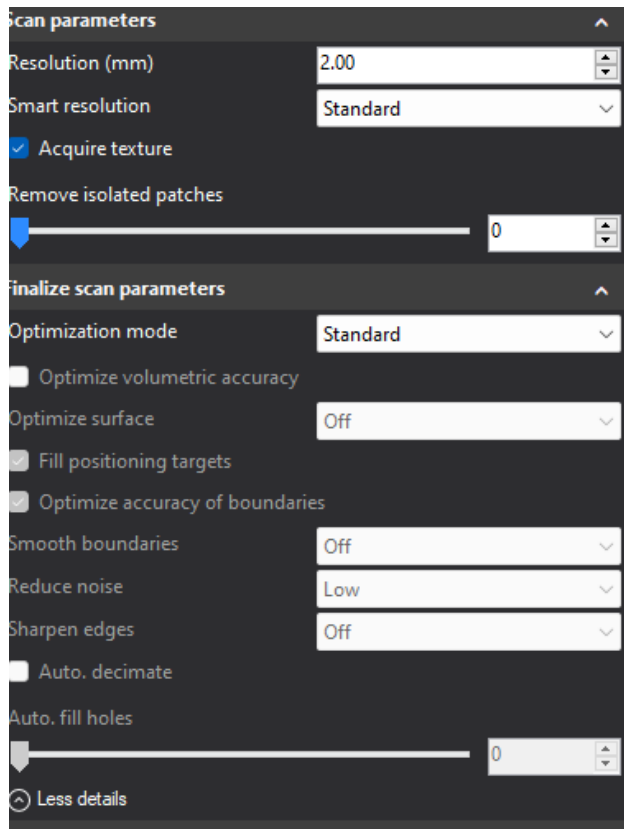 Scan parameters
Resolution (mm) 2.00
Smart resolution Standard
Acquire texture
Remove isolated patches
0
Finalize scan parameters
Optimization mode Standard
Optimize volumetric accuracy
Optimize surface Off
Fill positioning targets
Optimize accuracy of boundaries
Smooth boundaries Off
Reduce noise Low
Sharpen edges Off
Auto. decimate
Auto. fill holes
0
Less details